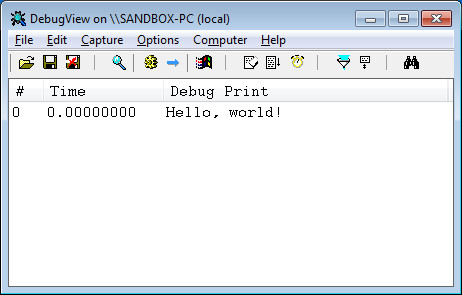 DebugView on \\SANDBOX-PC (local)
File Edit Capture Options Computer Help
# Time Debug Print
0 0.00000000 Hello, world!